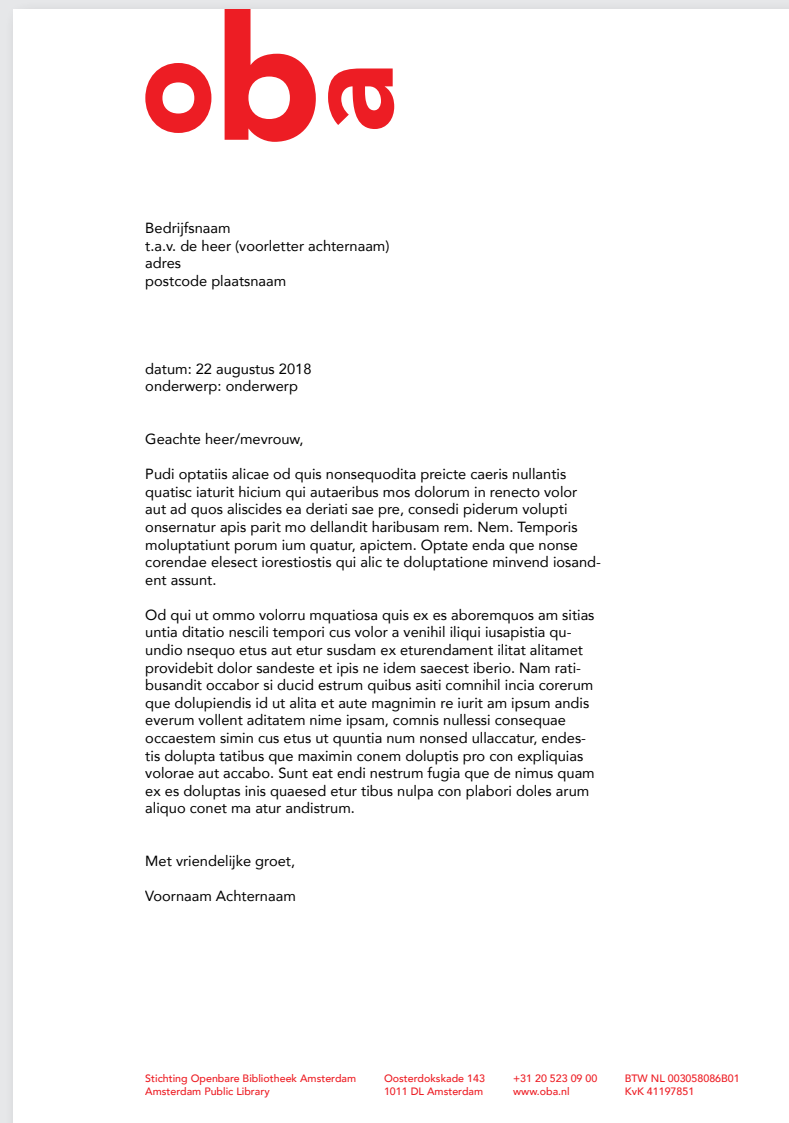 oba
Bedrijfsnaam
t.a.v. de heer (voorletter achternaam)
adres
postcode plaatsnaam
datum: 22 augustus 2018
onderwerp: onderwerp
Geachte heer/mevrouw,
Pudi optatiis alicae od quis nonsequodita preicte caeris nullantis
quatisc iaturit hicium qui autaeribus mos dolorum in renecto volor
aut ad quos aliscides ea deriati sae pre, consedi piderum volupti
onsernatur apis parit mo dellandit haribusam rem. Nem. Temporis
moluptatiunt porum ium quatur, apictem. Optate enda que nonse
corendae elesect iorestiostis qui alic te doluptatione minvend iosand-
ent assunt.
Od qui ut ommo volorru mquatiosa quis ex es aboremquos am sitias
untia ditatio nescili tempori cus volor a venihil iliqui iusapistia qu-
undio nsequo etus aut etur susdam ex eturendament ilitat alitamet
providebit dolor sandeste et ipis ne idem saecest iberio. Nam rati-
busandit occabor si ducid estrum quibus asiti comnihil incia corerum
que dolupiendis id ut alita et aute magnimin re iurit am ipsum andis
everum vollent aditatem nime ipsam, comnis nullessi consequae
occaestem simin cus etus ut quuntia num nonsed ullaccatur, endes-
tis dolupta tatibus que maximin conem doluptis pro con expliquias
volorae aut accabo. Sunt eat endi nestrum fugia que de nimus quam
ex es doluptas inis quaesed etur tibus nulpa con plabori doles arum
aliquo conet ma atur andistrum.
Met vriendelijke groet,
Voornaam Achternaam
Stichting Openbare Bibliotheek Amsterdam
Amsterdam Public Library
Oosterdokskade 143
1011 DL Amsterdam
+31 20 523 09 00
www.oba.nl
BTW NL 003058086B01
KvK 41197851